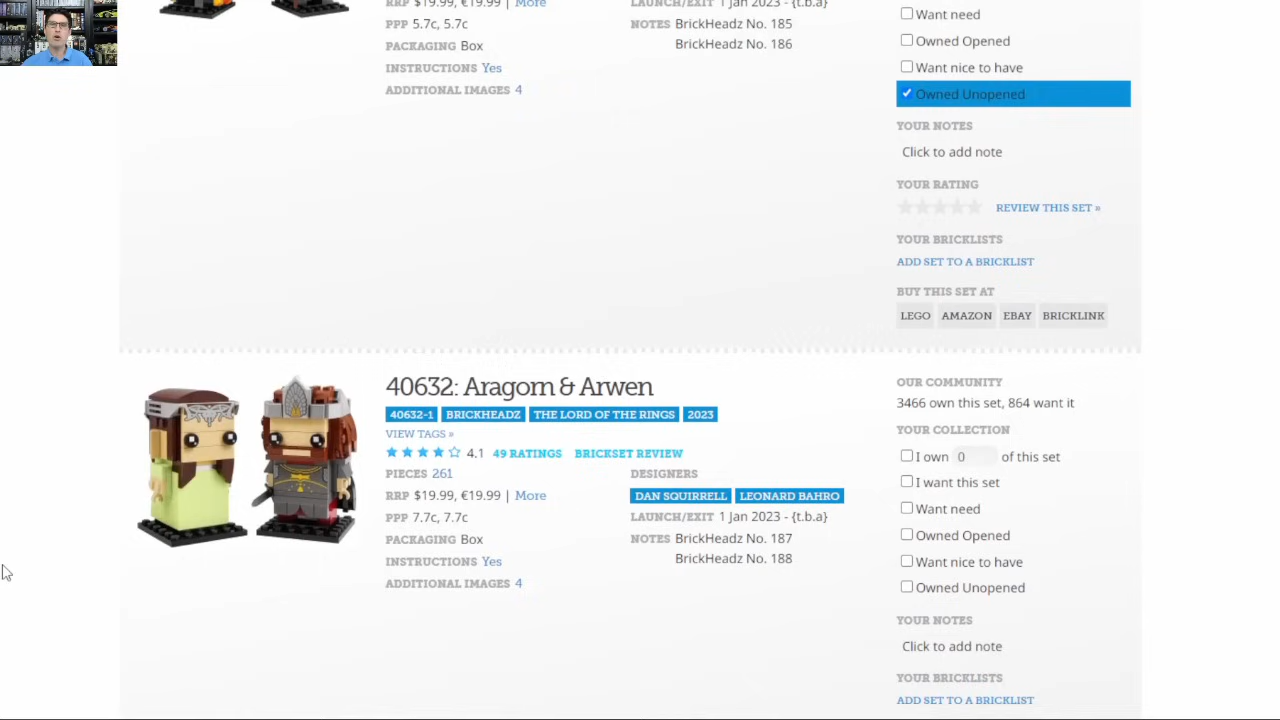 RRP $19.99, €19.99 | More
PPP 5.7c, 5.7c
PACKAGING Box
INSTRUCTIONS Yes
ADDITIONAL IMAGES 4
LAUNCH/EXIT 1 Jan 2023 - {t.b.a}
NOTES BrickHeadz No. 185
BrickHeadz No. 186
Want need
Owned Opened
Want nice to have
Owned Unopened
YOUR NOTES
Click to add note
YOUR RATING
REVIEW THIS SET »
YOUR BRICKLISTS
ADD SET TO A BRICKLIST
BUY THIS SET AT
LEGO AMAZON EBAY BRICKLINK
40632: Aragorn & Arwen
40632-1 BRICKHEADZ THE LORD OF THE RINGS 2023
VIEW TAGS »
4.1 49 RATINGS BRICKSET REVIEW
PIECES 261
RRP $19.99, €19.99 | More
PPP 7.7c, 7.7c
PACKAGING Box
INSTRUCTIONS Yes
ADDITIONAL IMAGES 4
DESIGNERS
DAN SQUIRRELL LEONARD BAHRO
LAUNCH/EXIT 1 Jan 2023 - {t.b.a}
NOTES BrickHeadz No. 187
BrickHeadz No. 188
OUR COMMUNITY
3466 own this set, 864 want it
YOUR COLLECTION
I own 0 of this set
I want this set
Want need
Owned Opened
Want nice to have
Owned Unopened
YOUR NOTES
Click to add note
YOUR BRICKLISTS
ADD SET TO A BRICKLIST